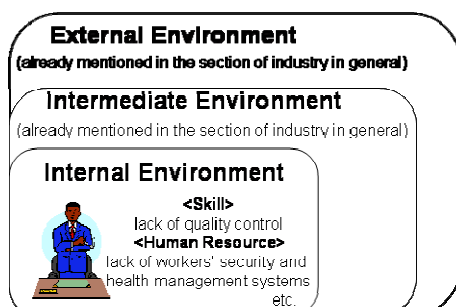 External Environment
(already mentioned in the section of industry in general)
Intermediate Environment
(already mentioned in the section of industry in general)
Internal Environment
<Skill>
lack of quality control
<Human Resource>
lack of workers' security and
health management systems
etc.